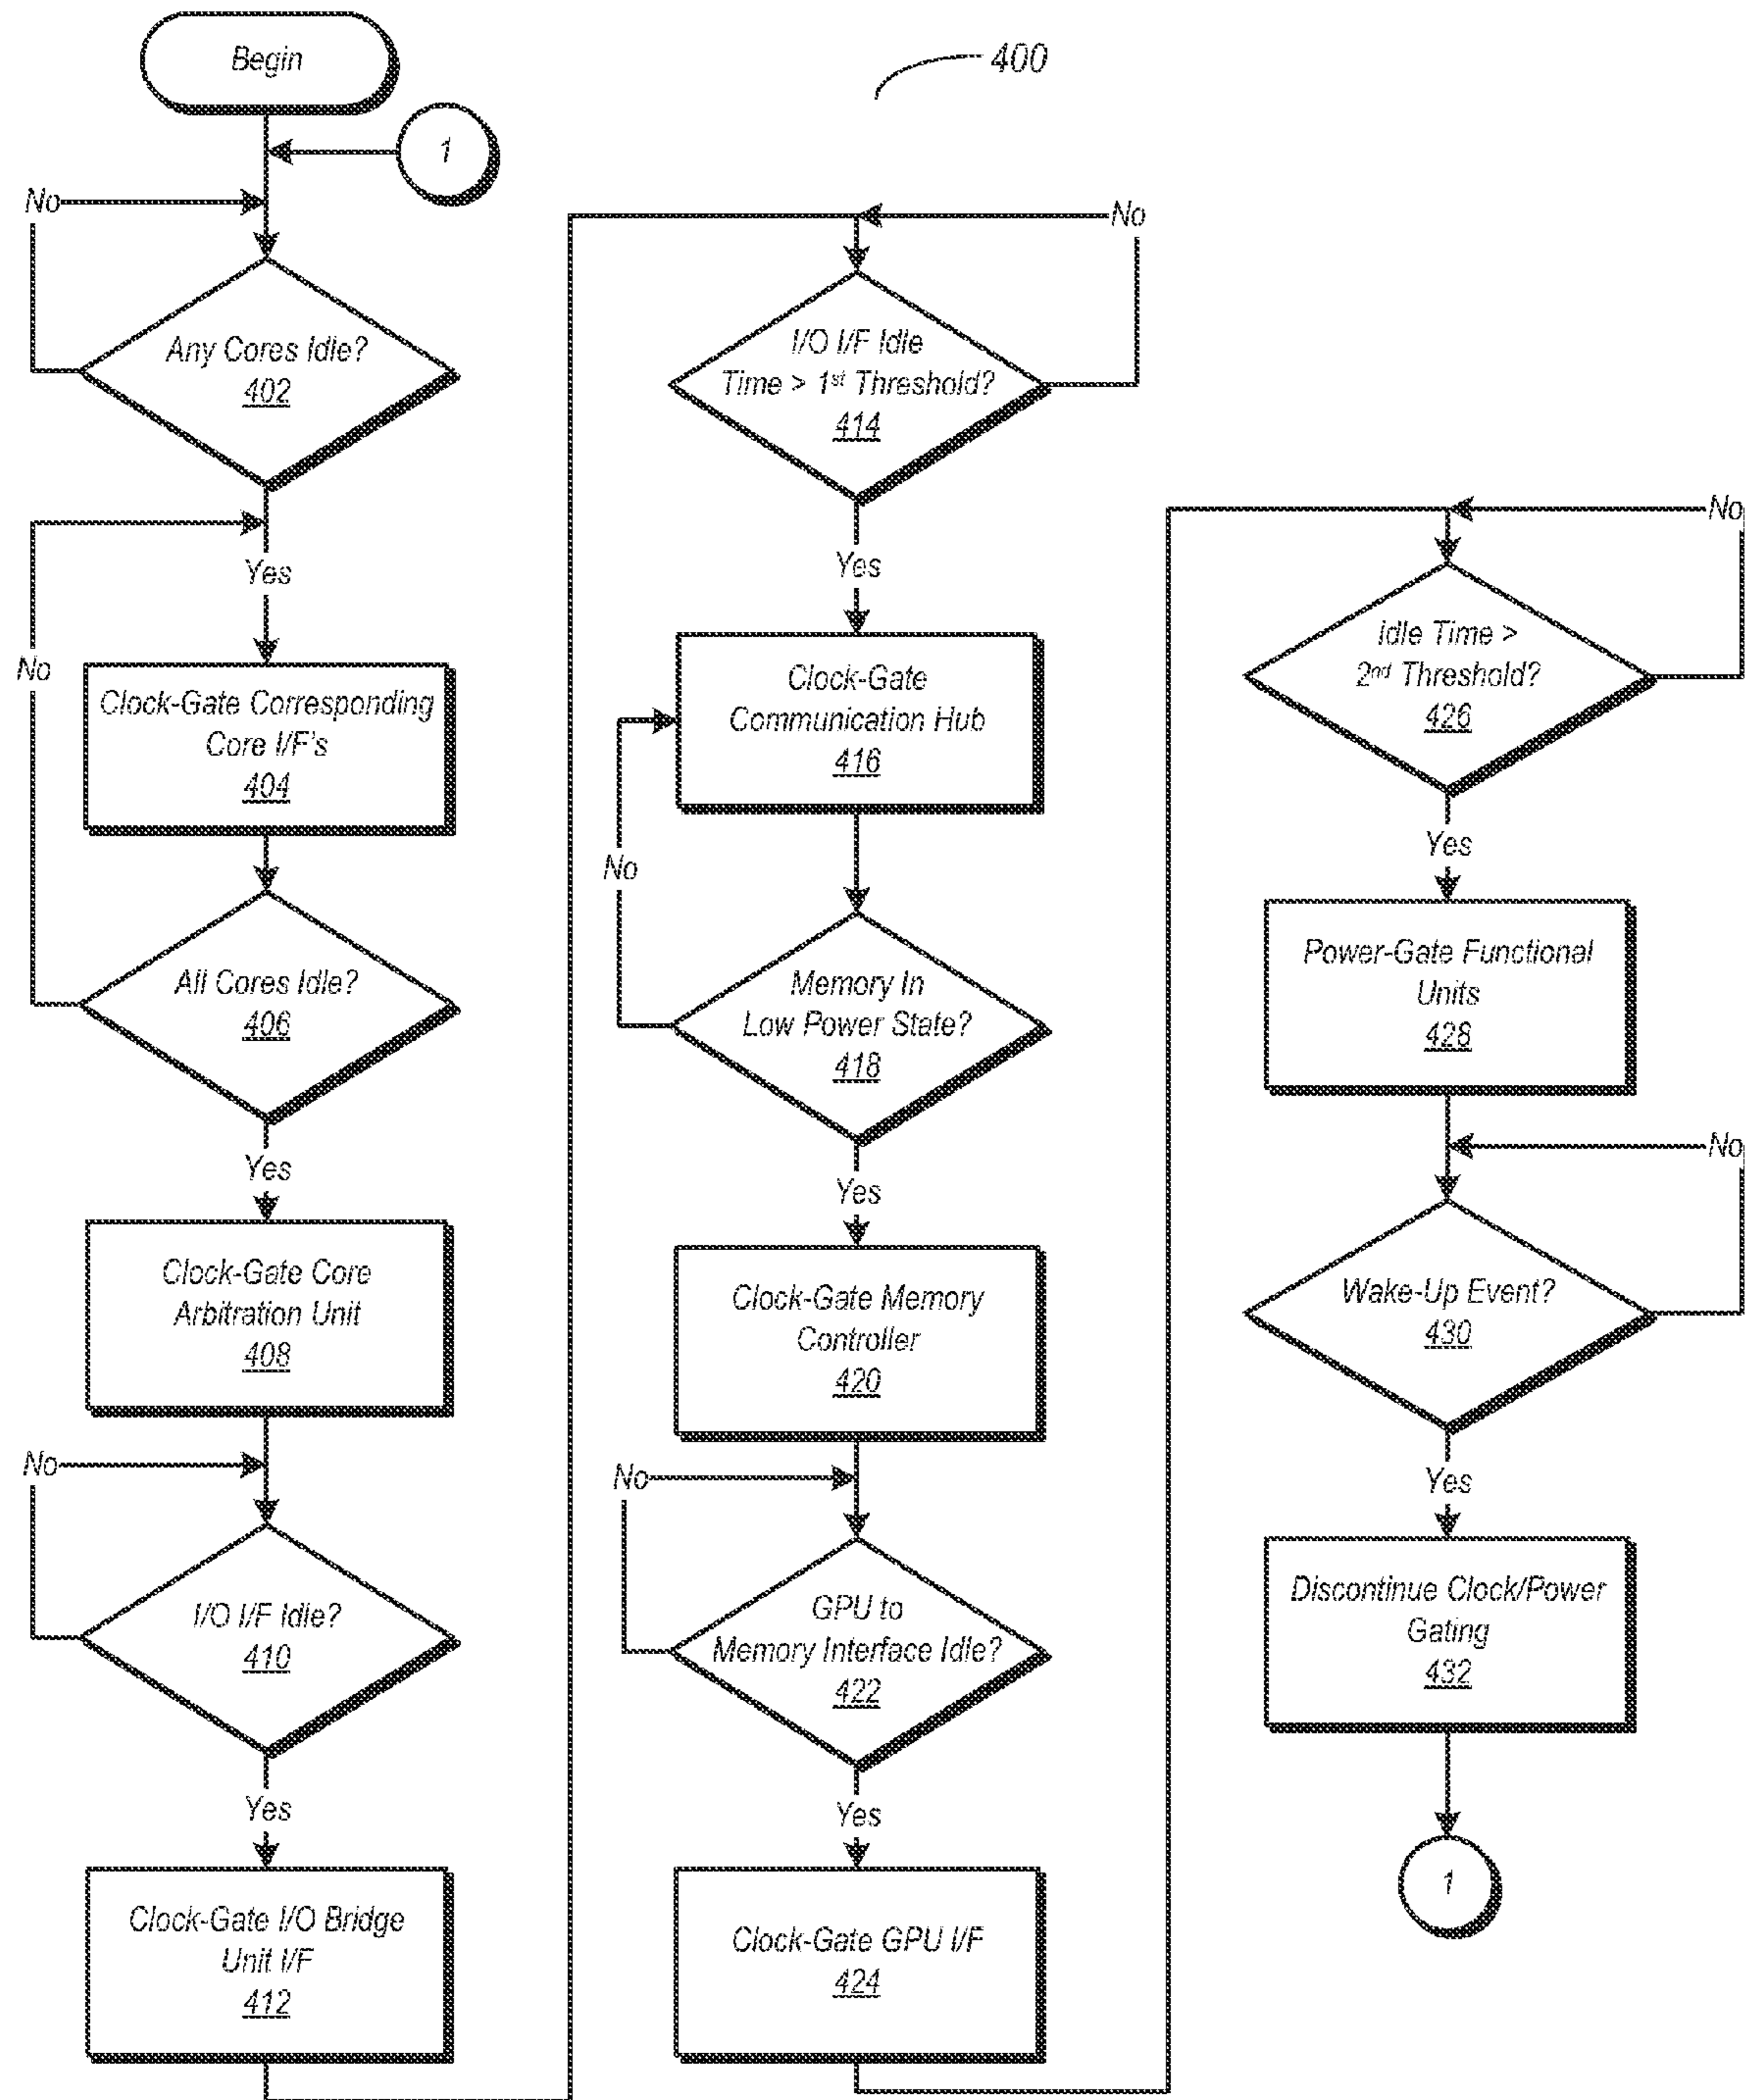 Begin
400
1
No
Any Cores Idle?
402
Yes
No
Clock-Gate Corresponding
Core I/F's
404
All Cores Idle?
406
Yes
Clock-Gate Core
Arbitration Unit
408
No
I/O I/F Idle?
410
Yes
Clock-Gate I/O Bridge
Unit I/F
412
No
I/O I/F Idle
Time > 1st Threshold?
414
Yes
Clock-Gate
Communication Hub
416
No
Memory In
Low Power State?
418
Yes
Clock-Gate Memory
Controller
420
No
GPU to
Memory Interface Idle?
422
Yes
Clock-Gate GPU I/F
424
No
Idle Time >
2nd Threshold?
426
Yes
Power-Gate Functional
Units
428
No
Wake-Up Event?
430
Yes
Discontinue Clock/Power
Gating
432
1